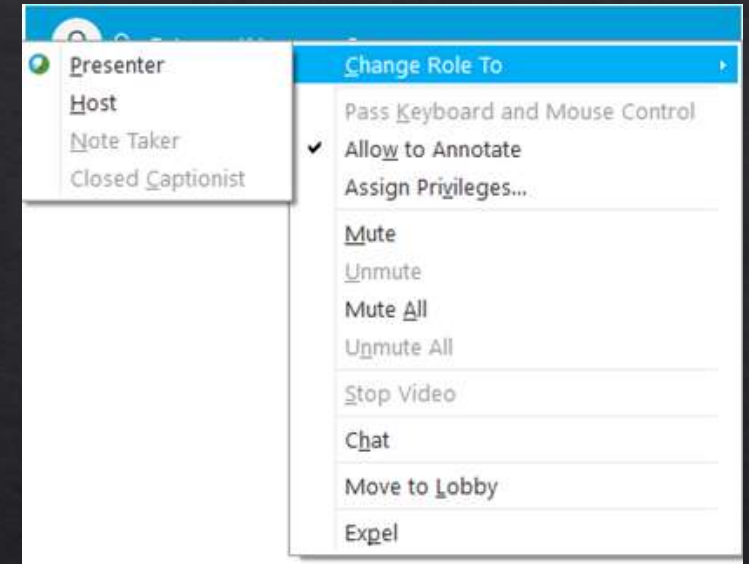 Presenter
Host
Note Taker
Closed Captionist
Change Role To
Pass Keyboard and Mouse Control
Allow to Annotate
Assign Privileges...
Mute
Unmute
Mute All
Unmute All
Stop Video
Chat
Move to Lobby
Expel